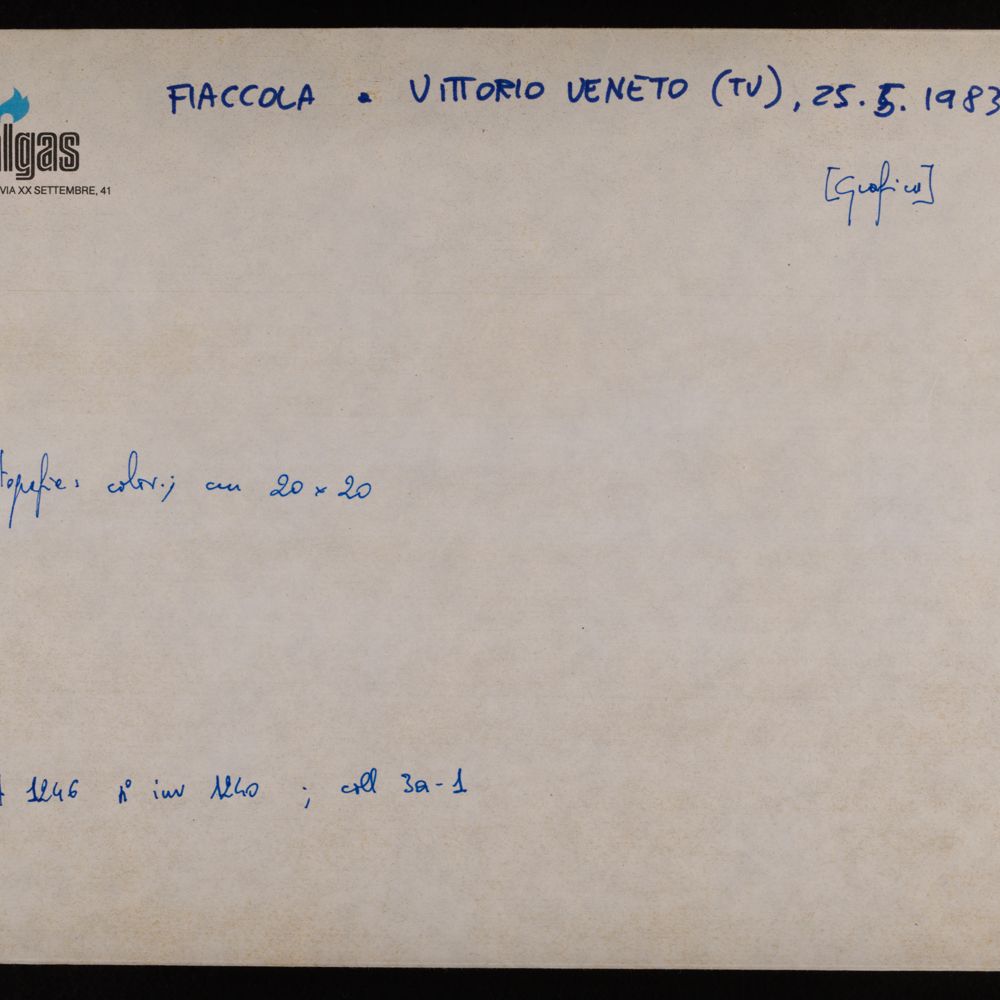 FIACCOLA - VITTORIO VENETO (TV), 25.5.1983
lgas
VIA XX SETTEMBRE, 41
[Grafico]
color.; cm 20 x 20
1246 n° inv 1240 ; coll 3a-1